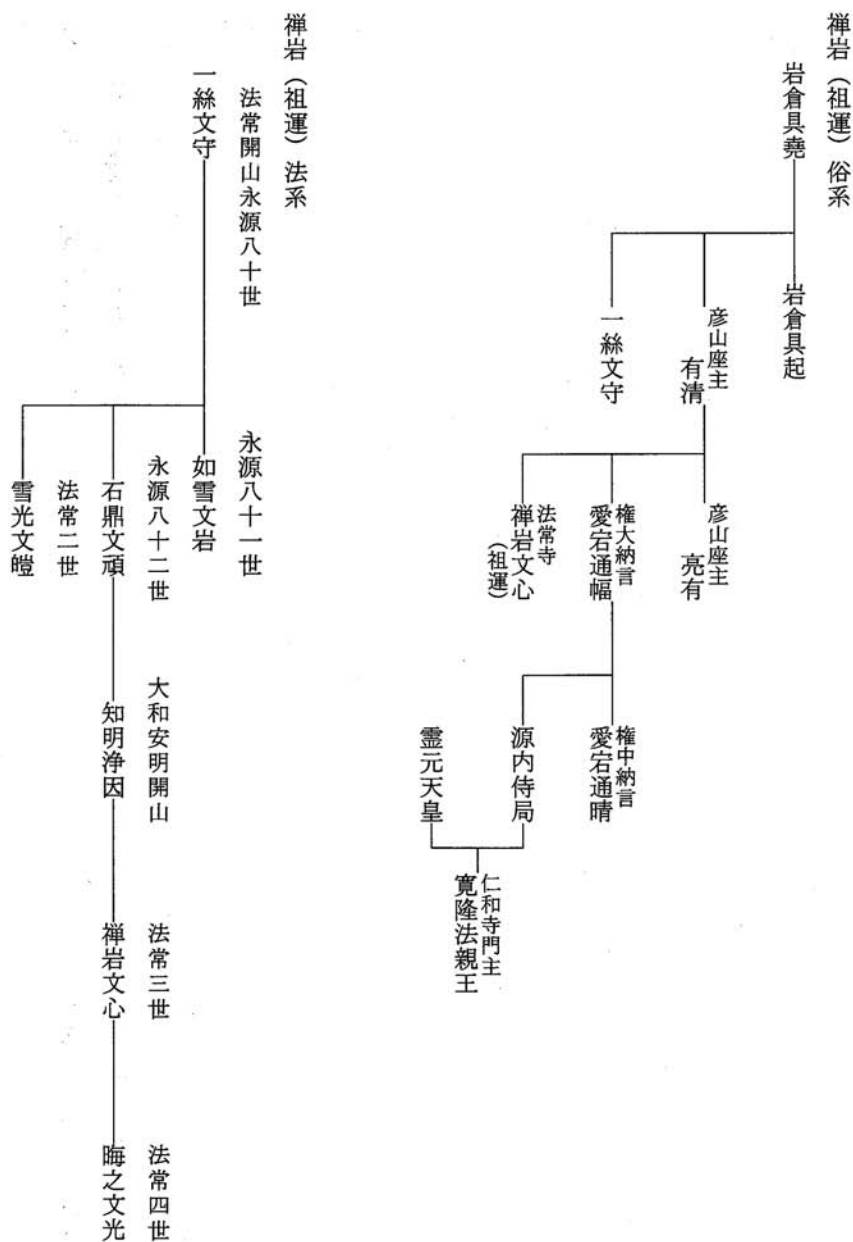 禅岩（祖運）俗系
岩倉具堯
岩倉具起
彦山座主
有清
一絲文守
彦山座主
亮有
権大納言
愛宕通幅
法常寺
禅岩文心
（祖運）
権中納言
愛宕通晴
源内侍局
霊元天皇
仁和寺門主
寛隆法親王
禅岩（祖運）法系
法常開山永源八十世
一絲文守
永源八十一世
如雪文岩
永源八十二世
石鼎文頑
法常二世
雪光文皚
大和安明開山
知明浄因
法常三世
禅岩文心
法常四世
晦之文光